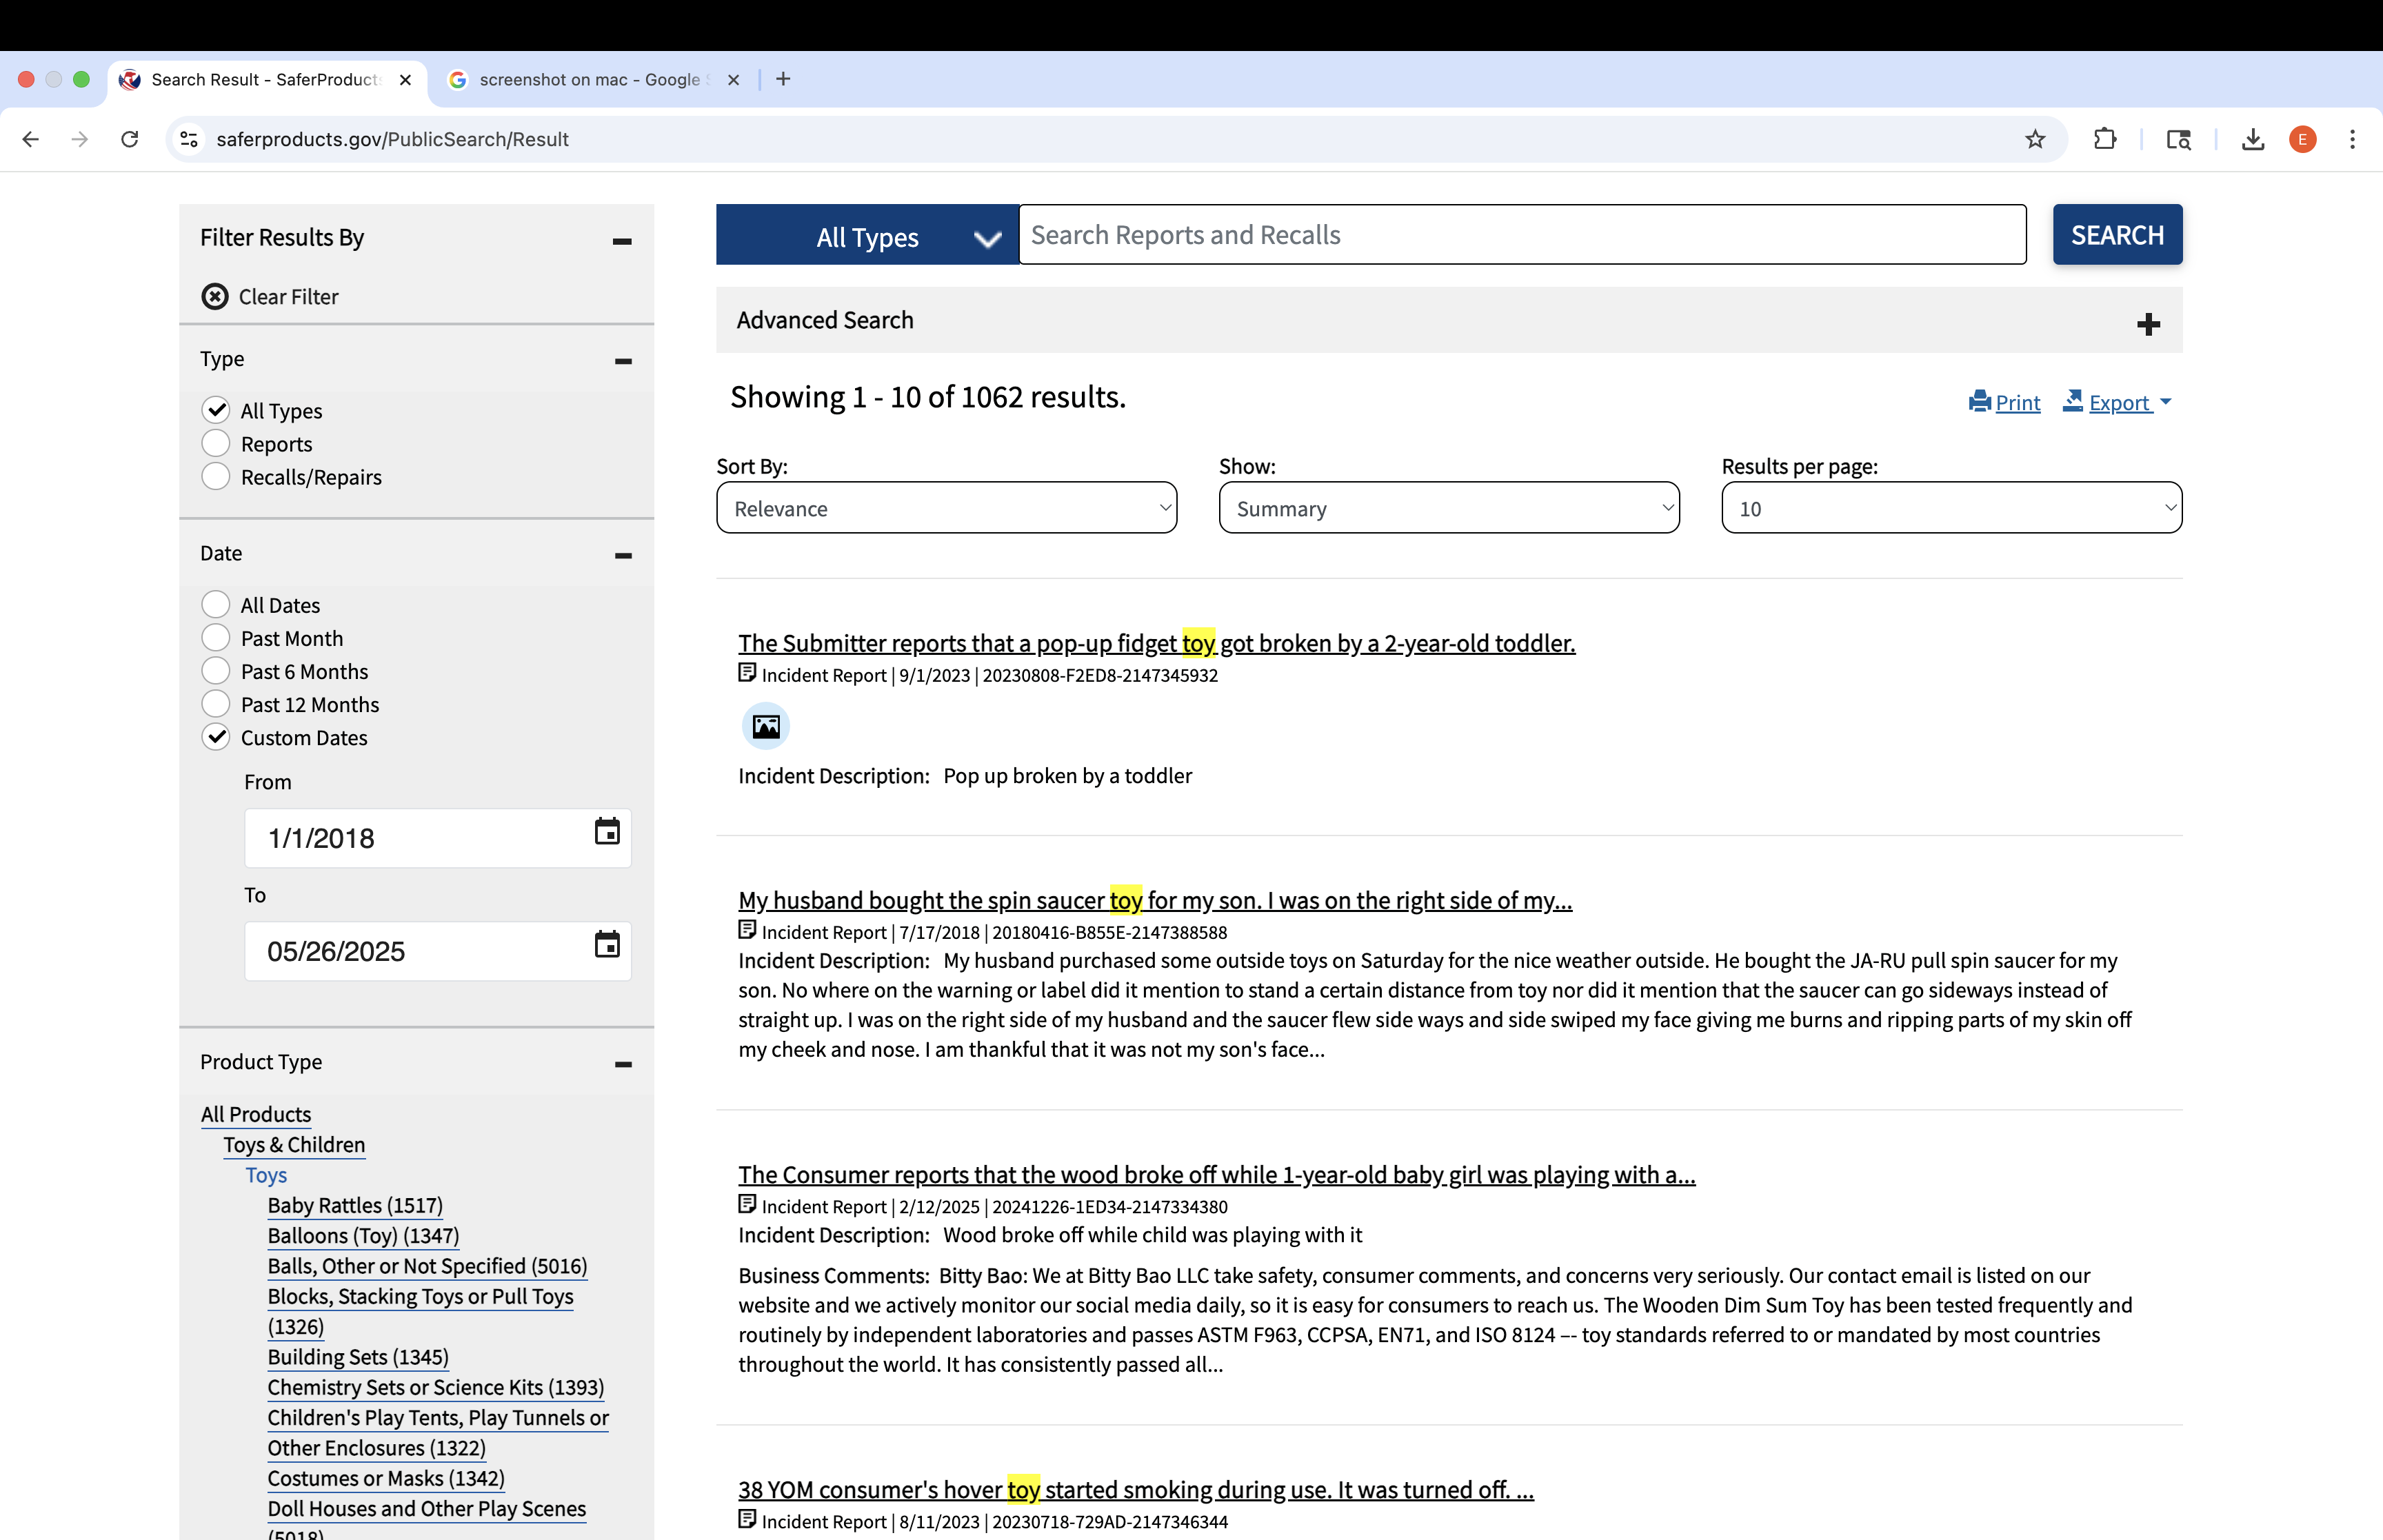 Search Result - SaferProducts
screenshot on mac - Google
saferproducts.gov/PublicSearch/Result
E
Filter Results By
Clear Filter
Type
All Types
Reports
Recalls/Repairs
Date
All Dates
Past Month
Past 6 Months
Past 12 Months
Custom Dates
From
1/1/2018
To
05/26/2025
Product Type
All Products
Toys & Children
Toys
Baby Rattles (1517)
Balloons (Toy) (1347)
Balls, Other or Not Specified (5016)
Blocks, Stacking Toys or Pull Toys
(1326)
Building Sets (1345)
Chemistry Sets or Science Kits (1393)
Children's Play Tents, Play Tunnels or
Other Enclosures (1322)
Costumes or Masks (1342)
Doll Houses and Other Play Scenes
(5018)
All Types
Search Reports and Recalls
SEARCH
Advanced Search
Showing 1 - 10 of 1062 results.
Print
Export
Sort By:
Relevance
Show:
Summary
Results per page:
10
The Submitter reports that a pop-up fidget toy got broken by a 2-year-old toddler.
Incident Report | 9/1/2023 | 20230808-F2ED8-2147345932
Incident Description: Pop up broken by a toddler
My husband bought the spin saucer toy for my son. I was on the right side of my...
Incident Report | 7/17/2018 | 20180416-B855E-2147388588
Incident Description: My husband purchased some outside toys on Saturday for the nice weather outside. He bought the JA-RU pull spin saucer for my
son. No where on the warning or label did it mention to stand a certain distance from toy nor did it mention that the saucer can go sideways instead of
straight up. I was on the right side of my husband and the saucer flew side ways and side swiped my face giving me burns and ripping parts of my skin off
my cheek and nose. I am thankful that it was not my son's face...
The Consumer reports that the wood broke off while 1-year-old baby girl was playing with a...
Incident Report | 2/12/2025 | 20241226-1ED34-2147334380
Incident Description: Wood broke off while child was playing with it
Business Comments: Bitty Bao: We at Bitty Bao LLC take safety, consumer comments, and concerns very seriously. Our contact email is listed on our
website and we actively monitor our social media daily, so it is easy for consumers to reach us. The Wooden Dim Sum Toy has been tested frequently and
routinely by independent laboratories and passes ASTM F963, CCPSA, EN71, and ISO 8124 –- toy standards referred to or mandated by most countries
throughout the world. It has consistently passed all...
38 YOM consumer's hover toy started smoking during use. It was turned off. ...
Incident Report | 8/11/2023 | 20230718-729AD-2147346344